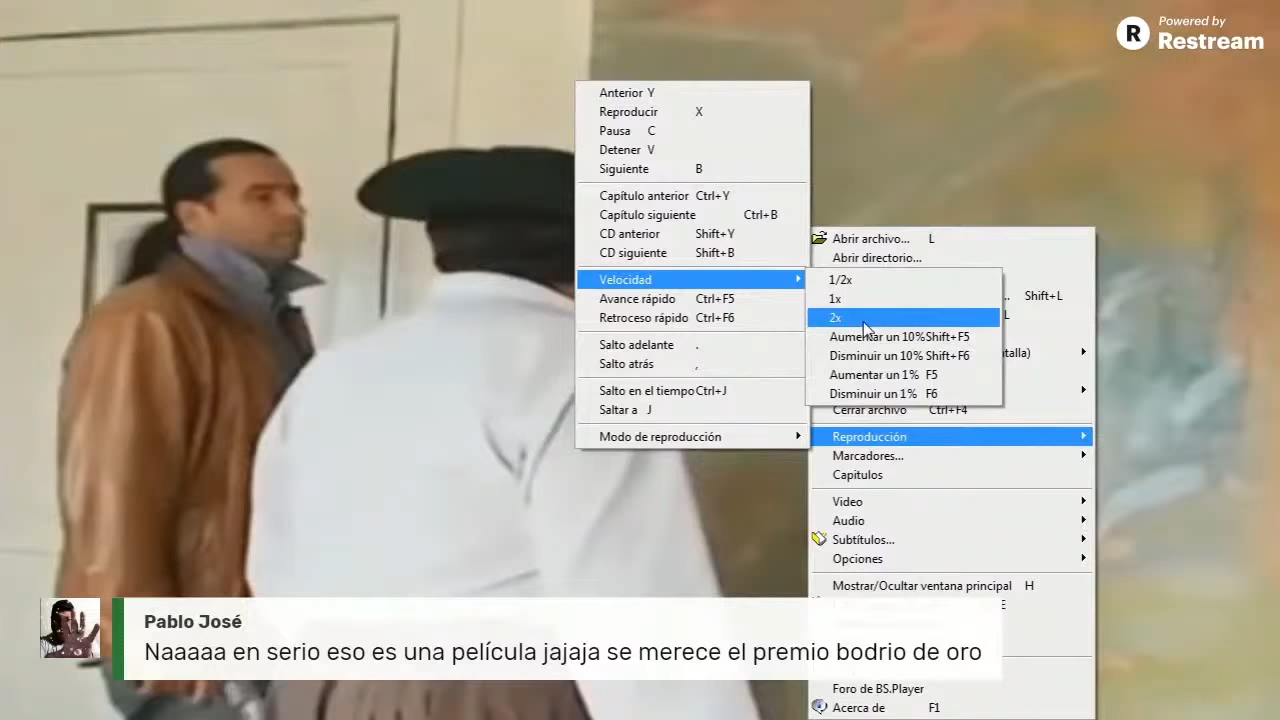 Powered by
Restream
Anterior Y
Reproducir X
Pausa C
Detener V
Siguiente B
Capítulo anterior Ctrl+Y
Capítulo siguiente Ctrl+B
CD anterior Shift+Y
CD siguiente Shift+B
Velocidad
Avance rápido Ctrl+F5
Retroceso rápido Ctrl+F6
Salto adelante .
Salto atrás ,
Salto en el tiempo Ctrl+J
Saltar a J
Modo de reproducción
1/2x
1x
2x
Aumentar un 10% Shift+F5
Disminuir un 10% Shift+F6
Aumentar un 1% F5
Disminuir un 1% F6
Abrir archivo... L
Abrir directorio...
Shift+L
L
Cerrar archivo Ctrl+F4
Reproducción
Marcadores...
Capítulos
Video
Audio
Subtítulos...
Opciones
Mostrar/Ocultar ventana principal H
E
Foro de BS.Player
Acerca de F1
Pablo José
Naaaaa en serio eso es una película jajaja se merece el premio bodrio de oro